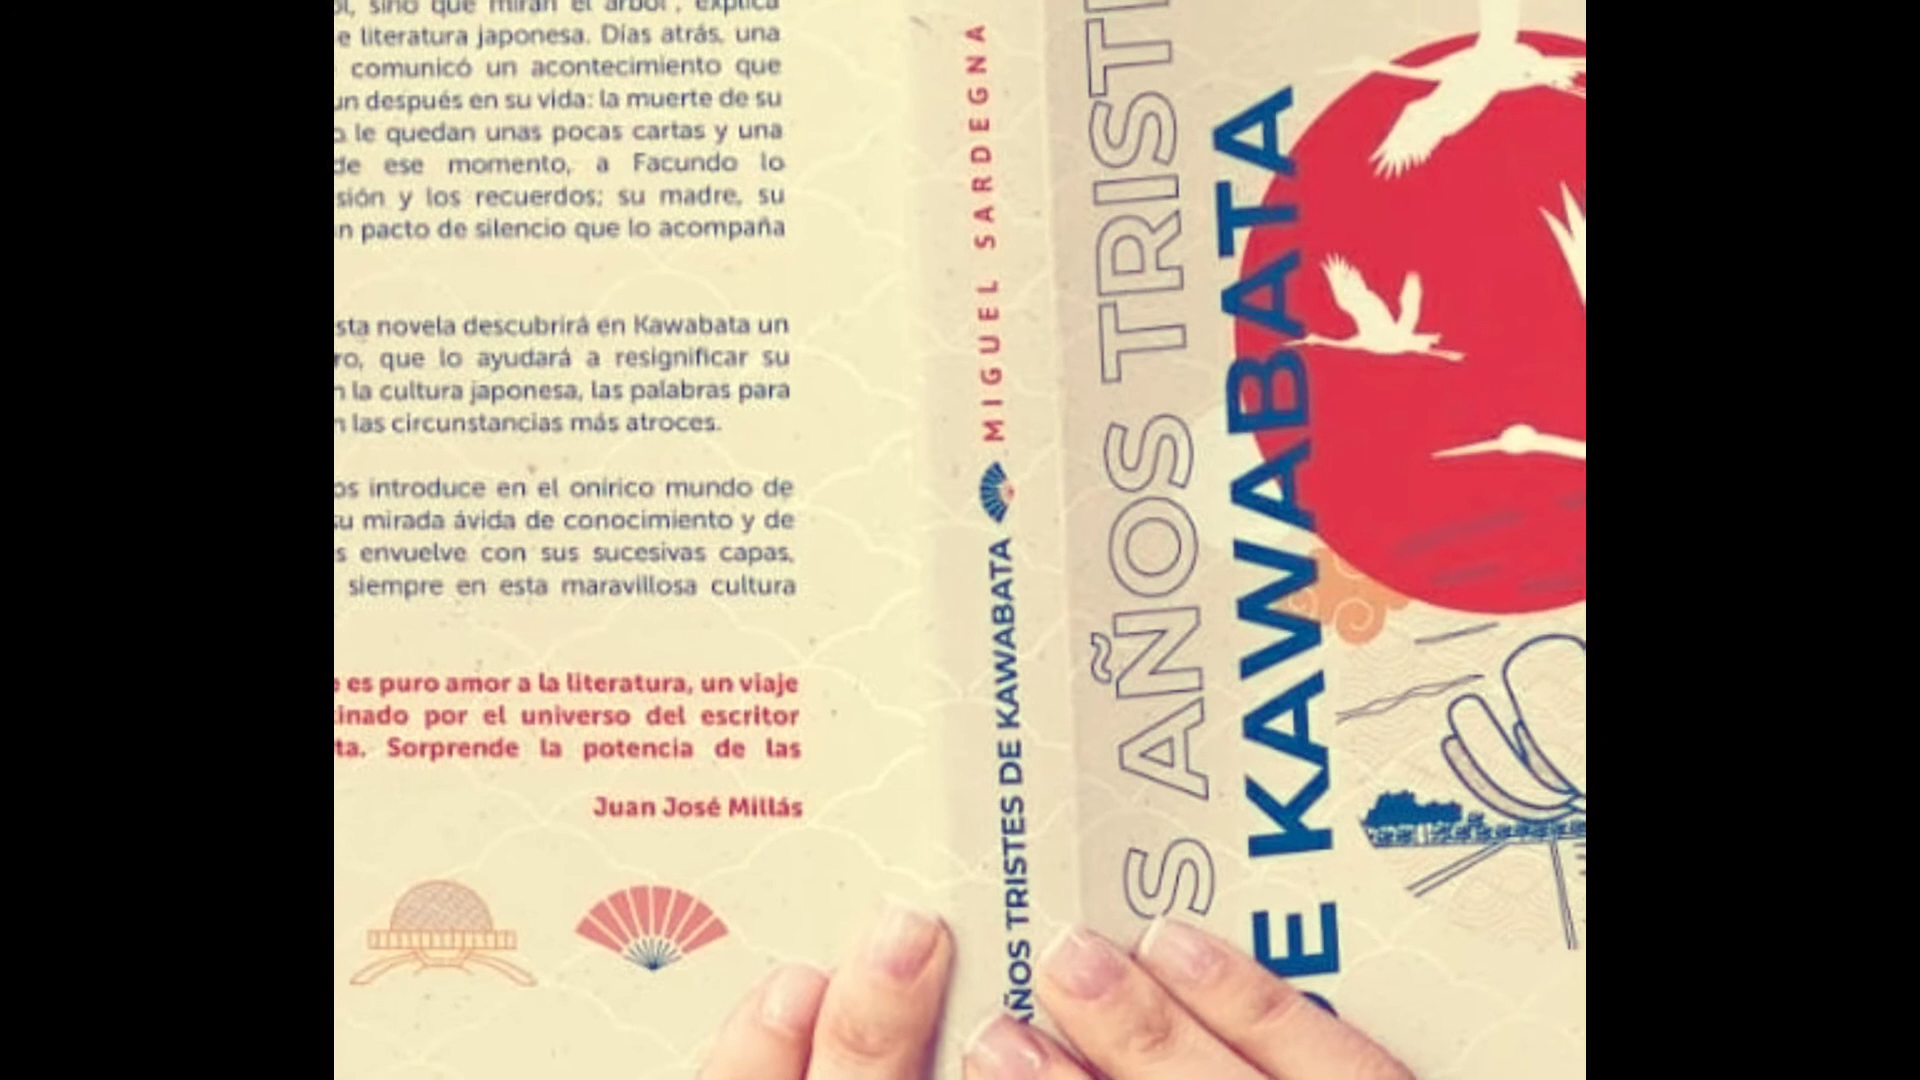 sino que miran el árbol", explica
e literatura japonesa. Días atrás, una
comunicó un acontecimiento que
un después en su vida: la muerte de su
le quedan unas pocas cartas y una
de ese momento, a Facundo lo
sión y los recuerdos; su madre, su
n pacto de silencio que lo acompaña
sta novela descubrirá en Kawabata un
ro, que lo ayudará a resignificar su
n la cultura japonesa, las palabras para
n las circunstancias más atroces.
os introduce en el onírico mundo de
su mirada ávida de conocimiento y de
s envuelve con sus sucesivas capas,
siempre en esta maravillosa cultura
e es puro amor a la literatura, un viaje
inado por el universo del escritor
ta. Sorprende la potencia de las
Juan José Millás
AÑOS TRISTES DE KAWABATA MIGUEL SARDEGNA
S AÑOS TRISTE
DE KAWABATA